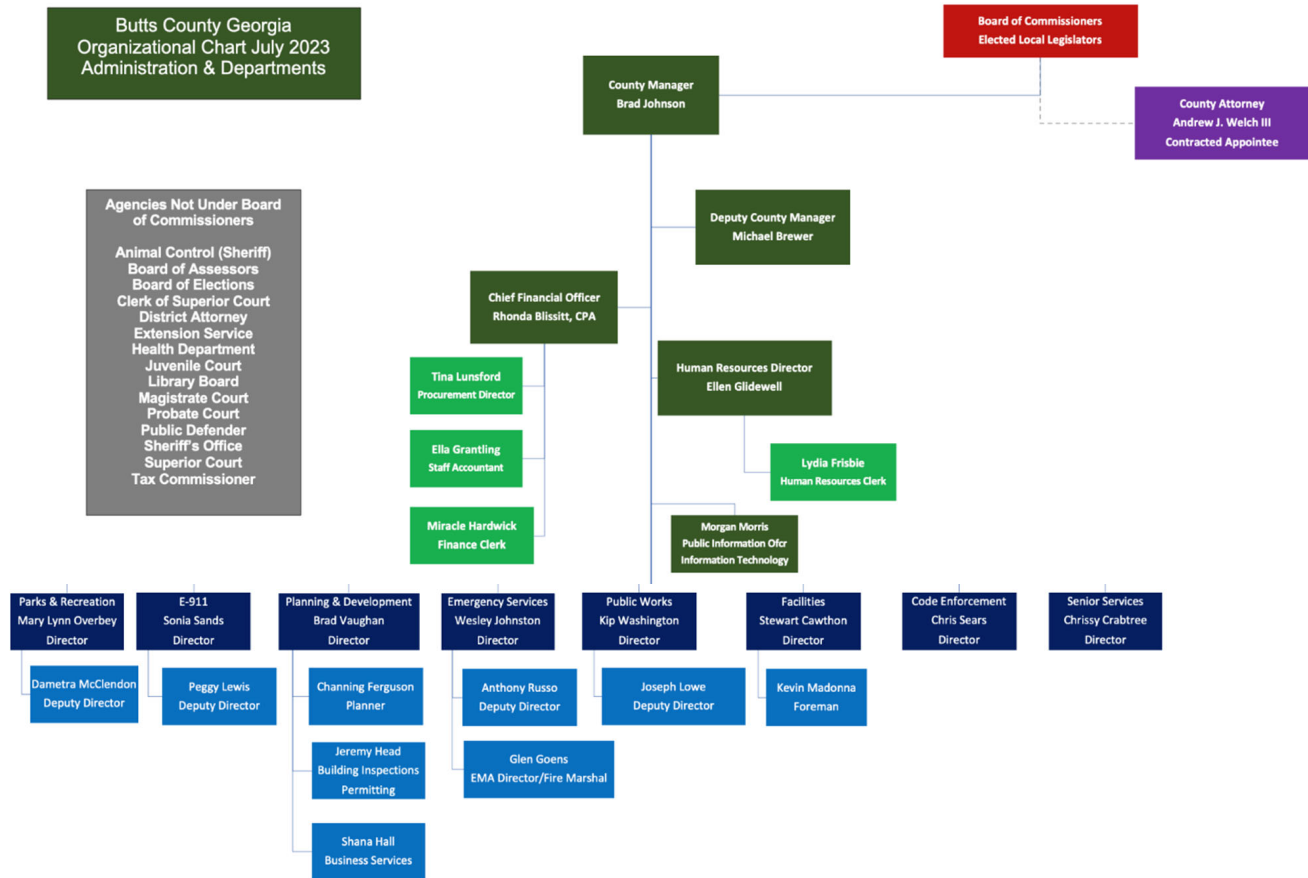 Butts County Georgia
Organizational Chart July 2023
Administration & Departments
Board of Commissioners
Elected Local Legislators
County Manager
Brad Johnson
County Attorney
Andrew J. Welch III
Contracted Appointee
Agencies Not Under Board
of Commissioners
Animal Control (Sheriff)
Board of Assessors
Board of Elections
Clerk of Superior Court
District Attorney
Extension Service
Health Department
Juvenile Court
Library Board
Magistrate Court
Probate Court
Public Defender
Sheriff's Office
Superior Court
Tax Commissioner
Deputy County Manager
Michael Brewer
Chief Financial Officer
Rhonda Blissitt, CPA
Tina Lunsford
Procurement Director
Ella Grantling
Staff Accountant
Miracle Hardwick
Finance Clerk
Human Resources Director
Ellen Glidewell
Lydia Frisbie
Human Resources Clerk
Morgan Morris
Public Information Ofcr
Information Technology
Parks & Recreation
Mary Lynn Overbey
Director
Dametra McClendon
Deputy Director
E-911
Sonia Sands
Director
Peggy Lewis
Deputy Director
Planning & Development
Brad Vaughan
Director
Channing Ferguson
Planner
Jeremy Head
Building Inspections
Permitting
Shana Hall
Business Services
Emergency Services
Wesley Johnston
Director
Anthony Russo
Deputy Director
Glen Goens
EMA Director/Fire Marshal
Public Works
Kip Washington
Director
Joseph Lowe
Deputy Director
Facilities
Stewart Cawthon
Director
Kevin Madonna
Foreman
Code Enforcement
Chris Sears
Director
Senior Services
Chrissy Crabtree
Director